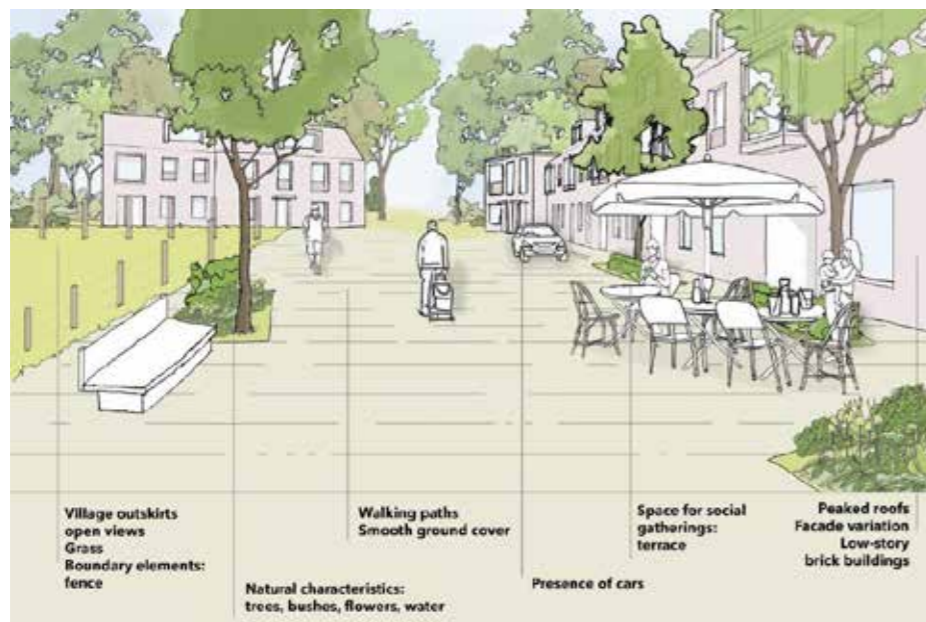 Village outskirts
open views
Grass
Boundary elements:
fence
Natural characteristics:
trees, bushes, flowers, water
Walking paths
Smooth ground cover
Presence of cars
Space for social
gatherings:
terrace
Peaked roofs
Facade variation
Low-story
brick buildings